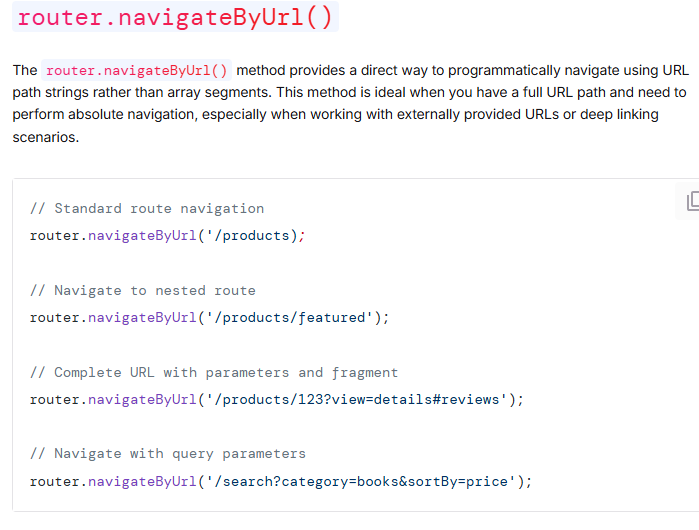 router.navigateByUrl()
The router.navigateByUrl() method provides a direct way to programmatically navigate using URL
path strings rather than array segments. This method is ideal when you have a full URL path and need to
perform absolute navigation, especially when working with externally provided URLs or deep linking
scenarios.
// Standard route navigation
router.navigateByUrl('/products);
// Navigate to nested route
router.navigateByUrl('/products/featured');
// Complete URL with parameters and fragment
router.navigateByUrl('/products/123?view=details#reviews');
// Navigate with query parameters
router.navigateByUrl('/search?category=books&sortBy=price');